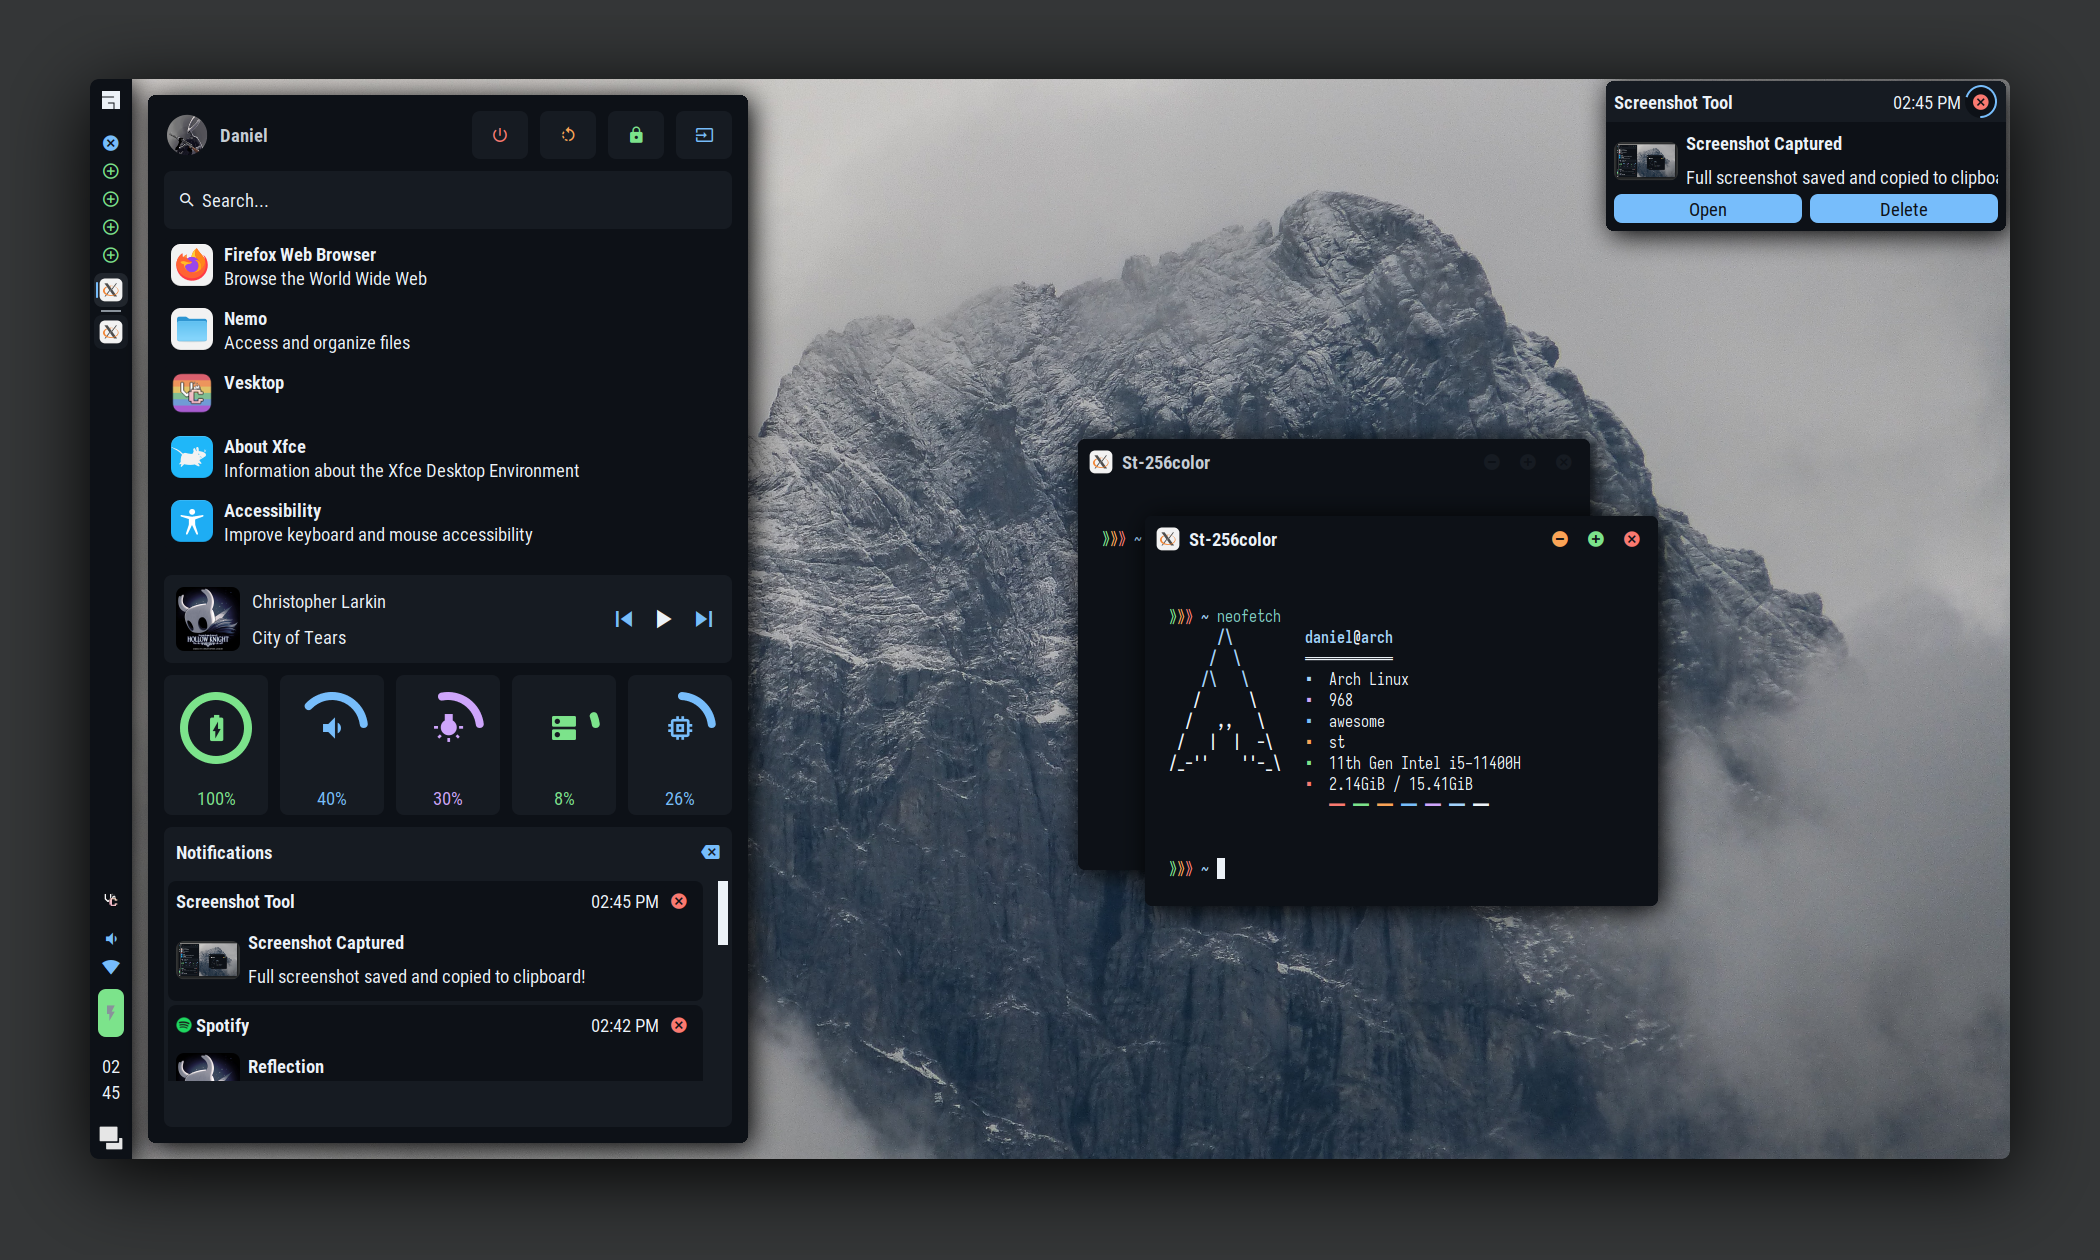 Daniel
Search...
Firefox Web Browser
Browse the World Wide Web
Nemo
Access and organize files
Vesktop
About Xfce
Information about the Xfce Desktop Environment
Accessibility
Improve keyboard and mouse accessibility
HOLLOW KNIGHT
Christopher Larkin
City of Tears
100%
40%
30%
8%
26%
Notifications
Screenshot Tool
02:45 PM
Screenshot Captured
Full screenshot saved and copied to clipboard!
Spotify
02:42 PM
Reflection
02
45
Screenshot Tool
02:45 PM
Screenshot Captured
Full screenshot saved and copied to clipboa
Open
Delete
St-256color
⟫⟫⟫ ~
St-256color
⟫⟫⟫ ~ neofetch
daniel@arch
Arch Linux
968
awesome
st
11th Gen Intel i5-11400H
2.14GiB / 15.41GiB
⟫⟫⟫ ~